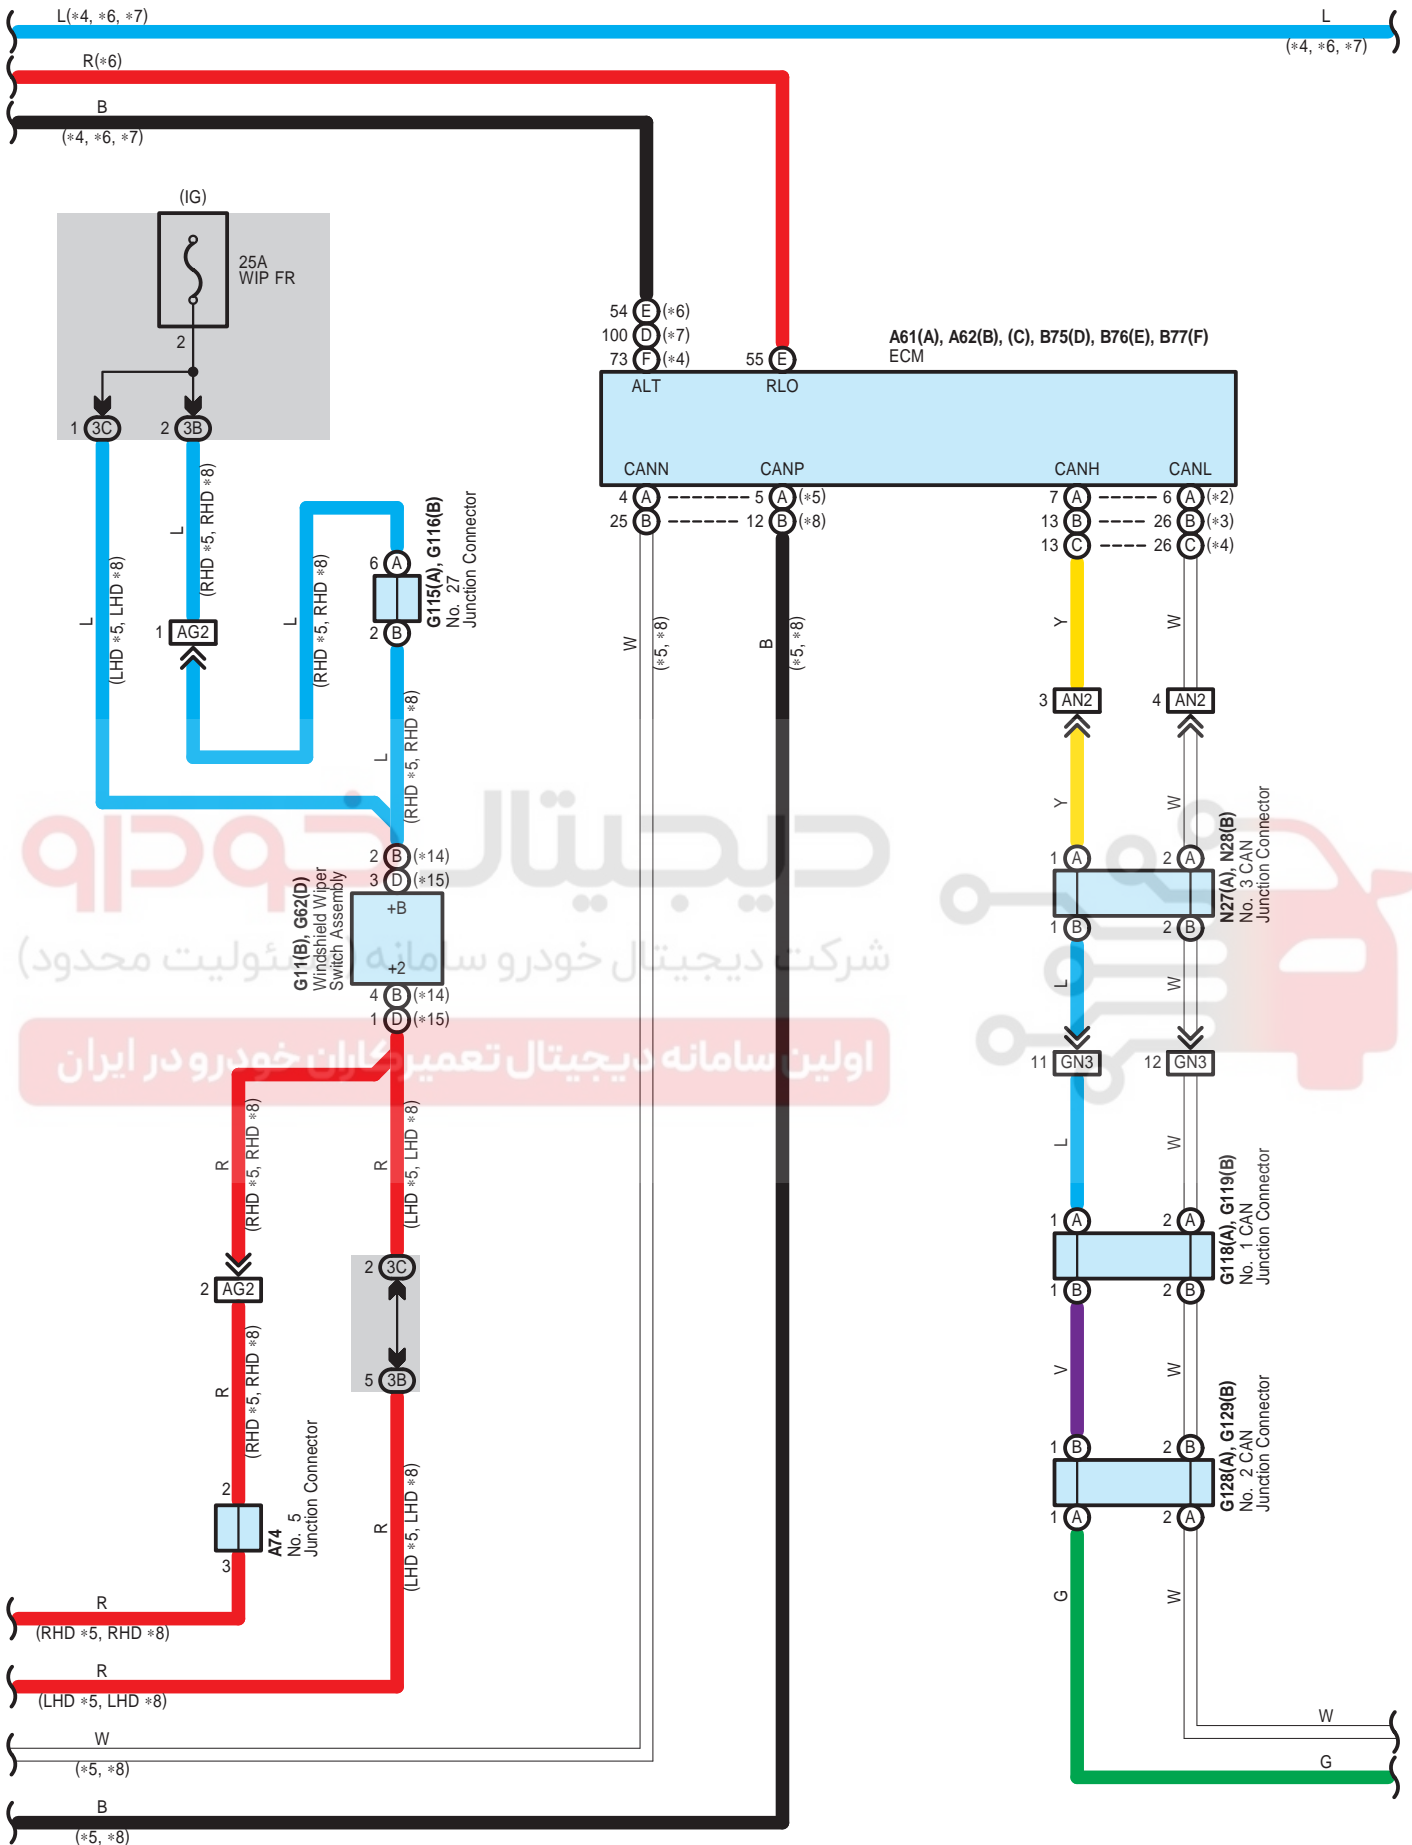 L(*4, *6, *7)
L
(*4, *6, *7)
R(*6)
B
(*4, *6, *7)
(IG)
25A
WIP FR
2
1 3C
2 3B
L
(LHD *5, LHD *8)
L
(RHD *5, RHD *8)
1 AG2
L
(RHD *5, RHD *8)
6 A
2 B
G115(A), G116(B)
No. 27
Junction Connector
L
(RHD *5, RHD *8)
54 E (*6)
100 D (*7)
73 F (*4)
55 E
A61(A), A62(B), (C), B75(D), B76(E), B77(F)
ECM
ALT
RLO
CANN
CANP
CANH
CANL
4 A 5 A (*5)
25 B 12 B (*8)
7 A 6 A (*2)
13 B 26 B (*3)
13 C 26 C (*4)
W
(*5, *8)
B
(*5, *8)
Y
W
3 AN2
4 AN2
Y
W
دیجیتال خودرو
شرکت دیجیتال خودرو سامانه (مسئولیت محدود)
اولین سامانه دیجیتال تعمیرکاران خودرو در ایران
2 B (*14)
3 D (*15)
+B
+2
G11(B), G62(D)
Windshield Wiper
Switch Assembly
4 B (*14)
1 D (*15)
1 A
2 A
1 B
2 B
N27(A), N28(B)
No. 3 CAN
Junction Connector
L
W
11 GN3
12 GN3
L
W
R
(RHD *5, RHD *8)
R
(LHD *5, LHD *8)
1 A
2 A
1 B
2 B
G118(A), G119(B)
No. 1 CAN
Junction Connector
2 AG2
2 3C
5 3B
R
(RHD *5, RHD *8)
V
W
1 B
2 B
1 A
2 A
G128(A), G129(B)
No. 2 CAN
Junction Connector
2
3
A74
No. 5
Junction Connector
R
(LHD *5, LHD *8)
G
W
R
(RHD *5, RHD *8)
R
(LHD *5, LHD *8)
W
(*5, *8)
B
(*5, *8)
W
G